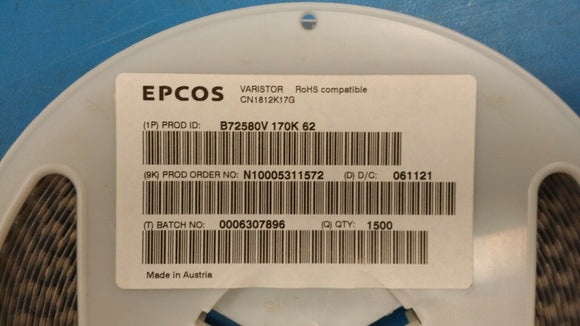 EPCOS VARISTOR RoHS compatible
CN1812K17G
(1P) PROD ID: B72580V 170K 62
(9K) PROD ORDER NO: N10005311572 (D) D/C: 061121
(T) BATCH NO: 0006307896 (Q) QTY: 1500
Made in Austria